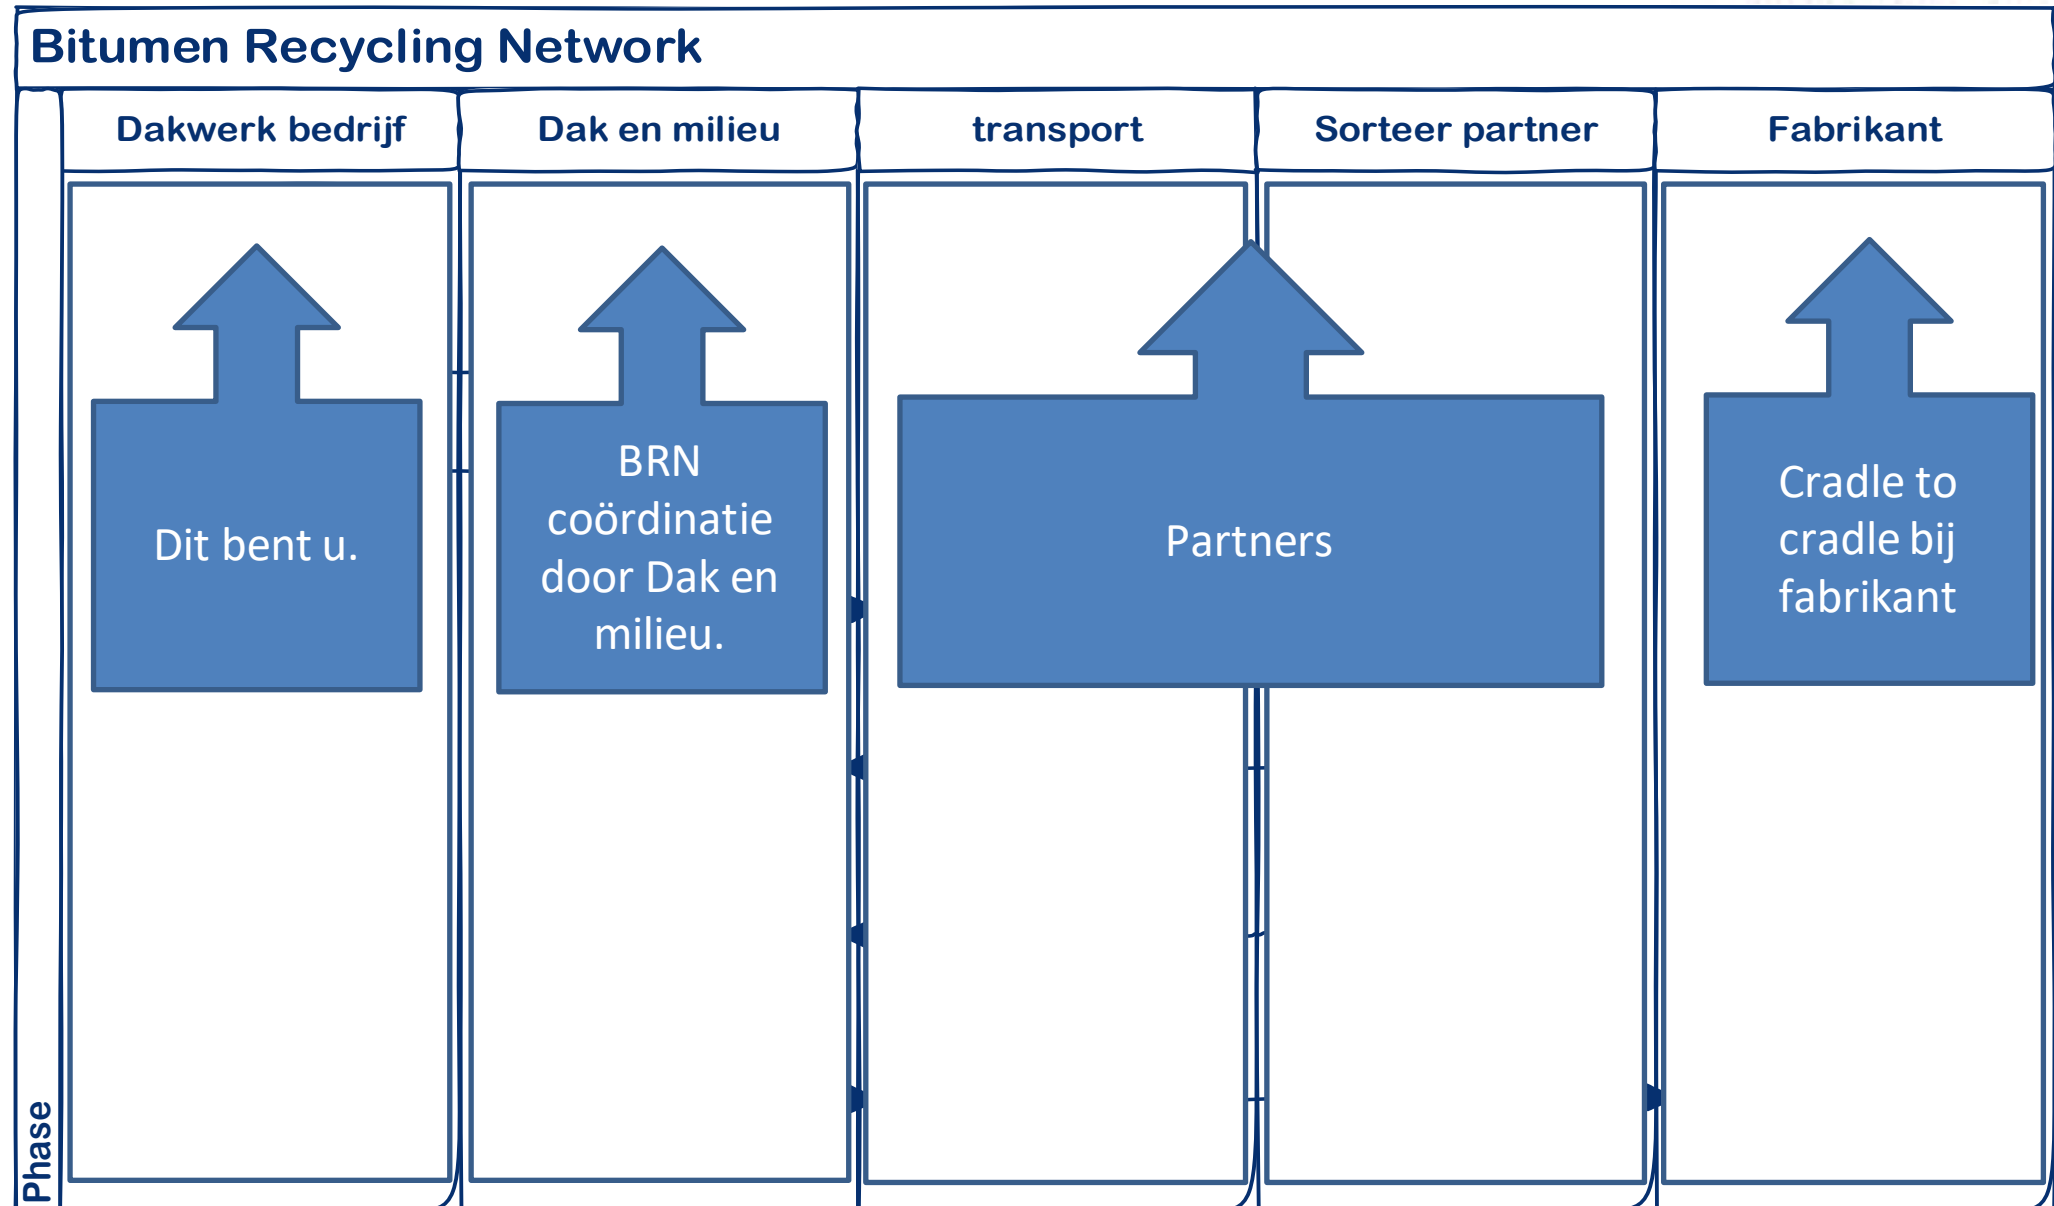 Bitumen Recycling Network
Dakwerk bedrijf
Dak en milieu
transport
Sorteer partner
Fabrikant
Dit bent u.
BRN
coördinatie
door Dak en
milieu.
Partners
Cradle to
cradle bij
fabrikant
Phase